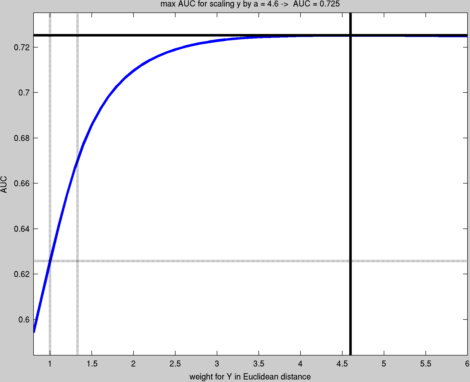 max AUC for scaling y by a = 4.6 -> AUC = 0.725
0.72
0.7
0.68
0.66
0.64
0.62
0.6
AUC
1 1.5 2 2.5 3 3.5 4 4.5 5 5.5 6
weight for Y in Euclidean distance